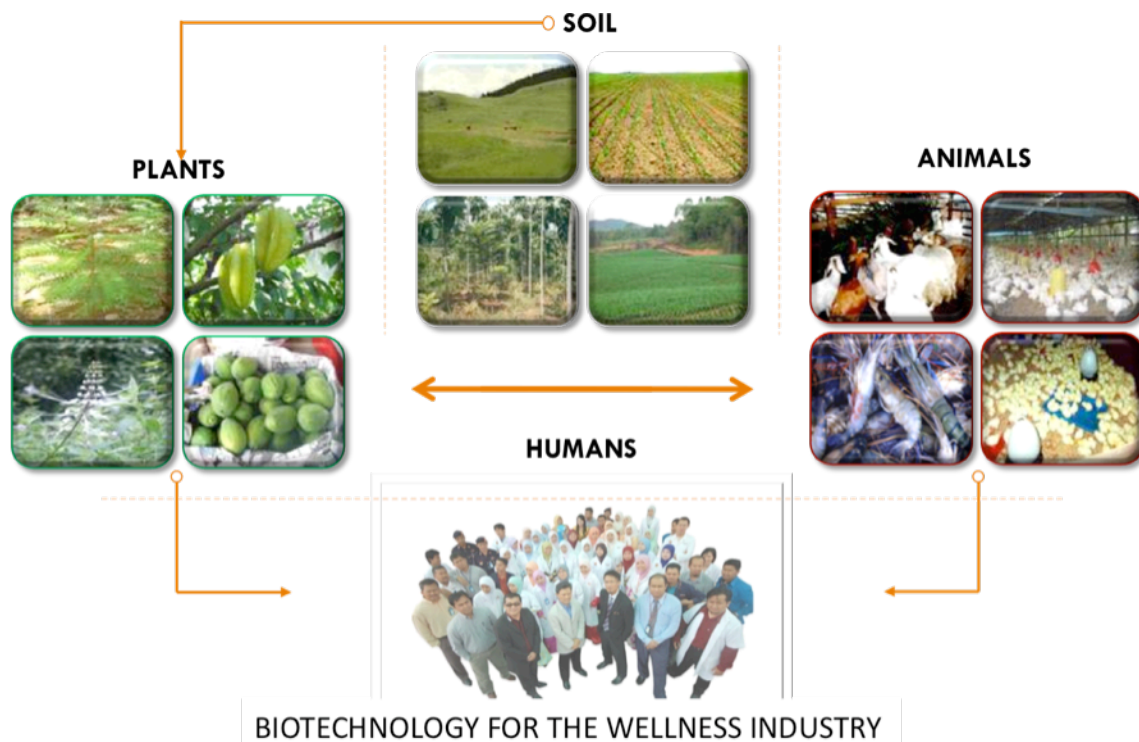 SOIL
PLANTS
ANIMALS
HUMANS
BIOTECHNOLOGY FOR THE WELLNESS INDUSTRY